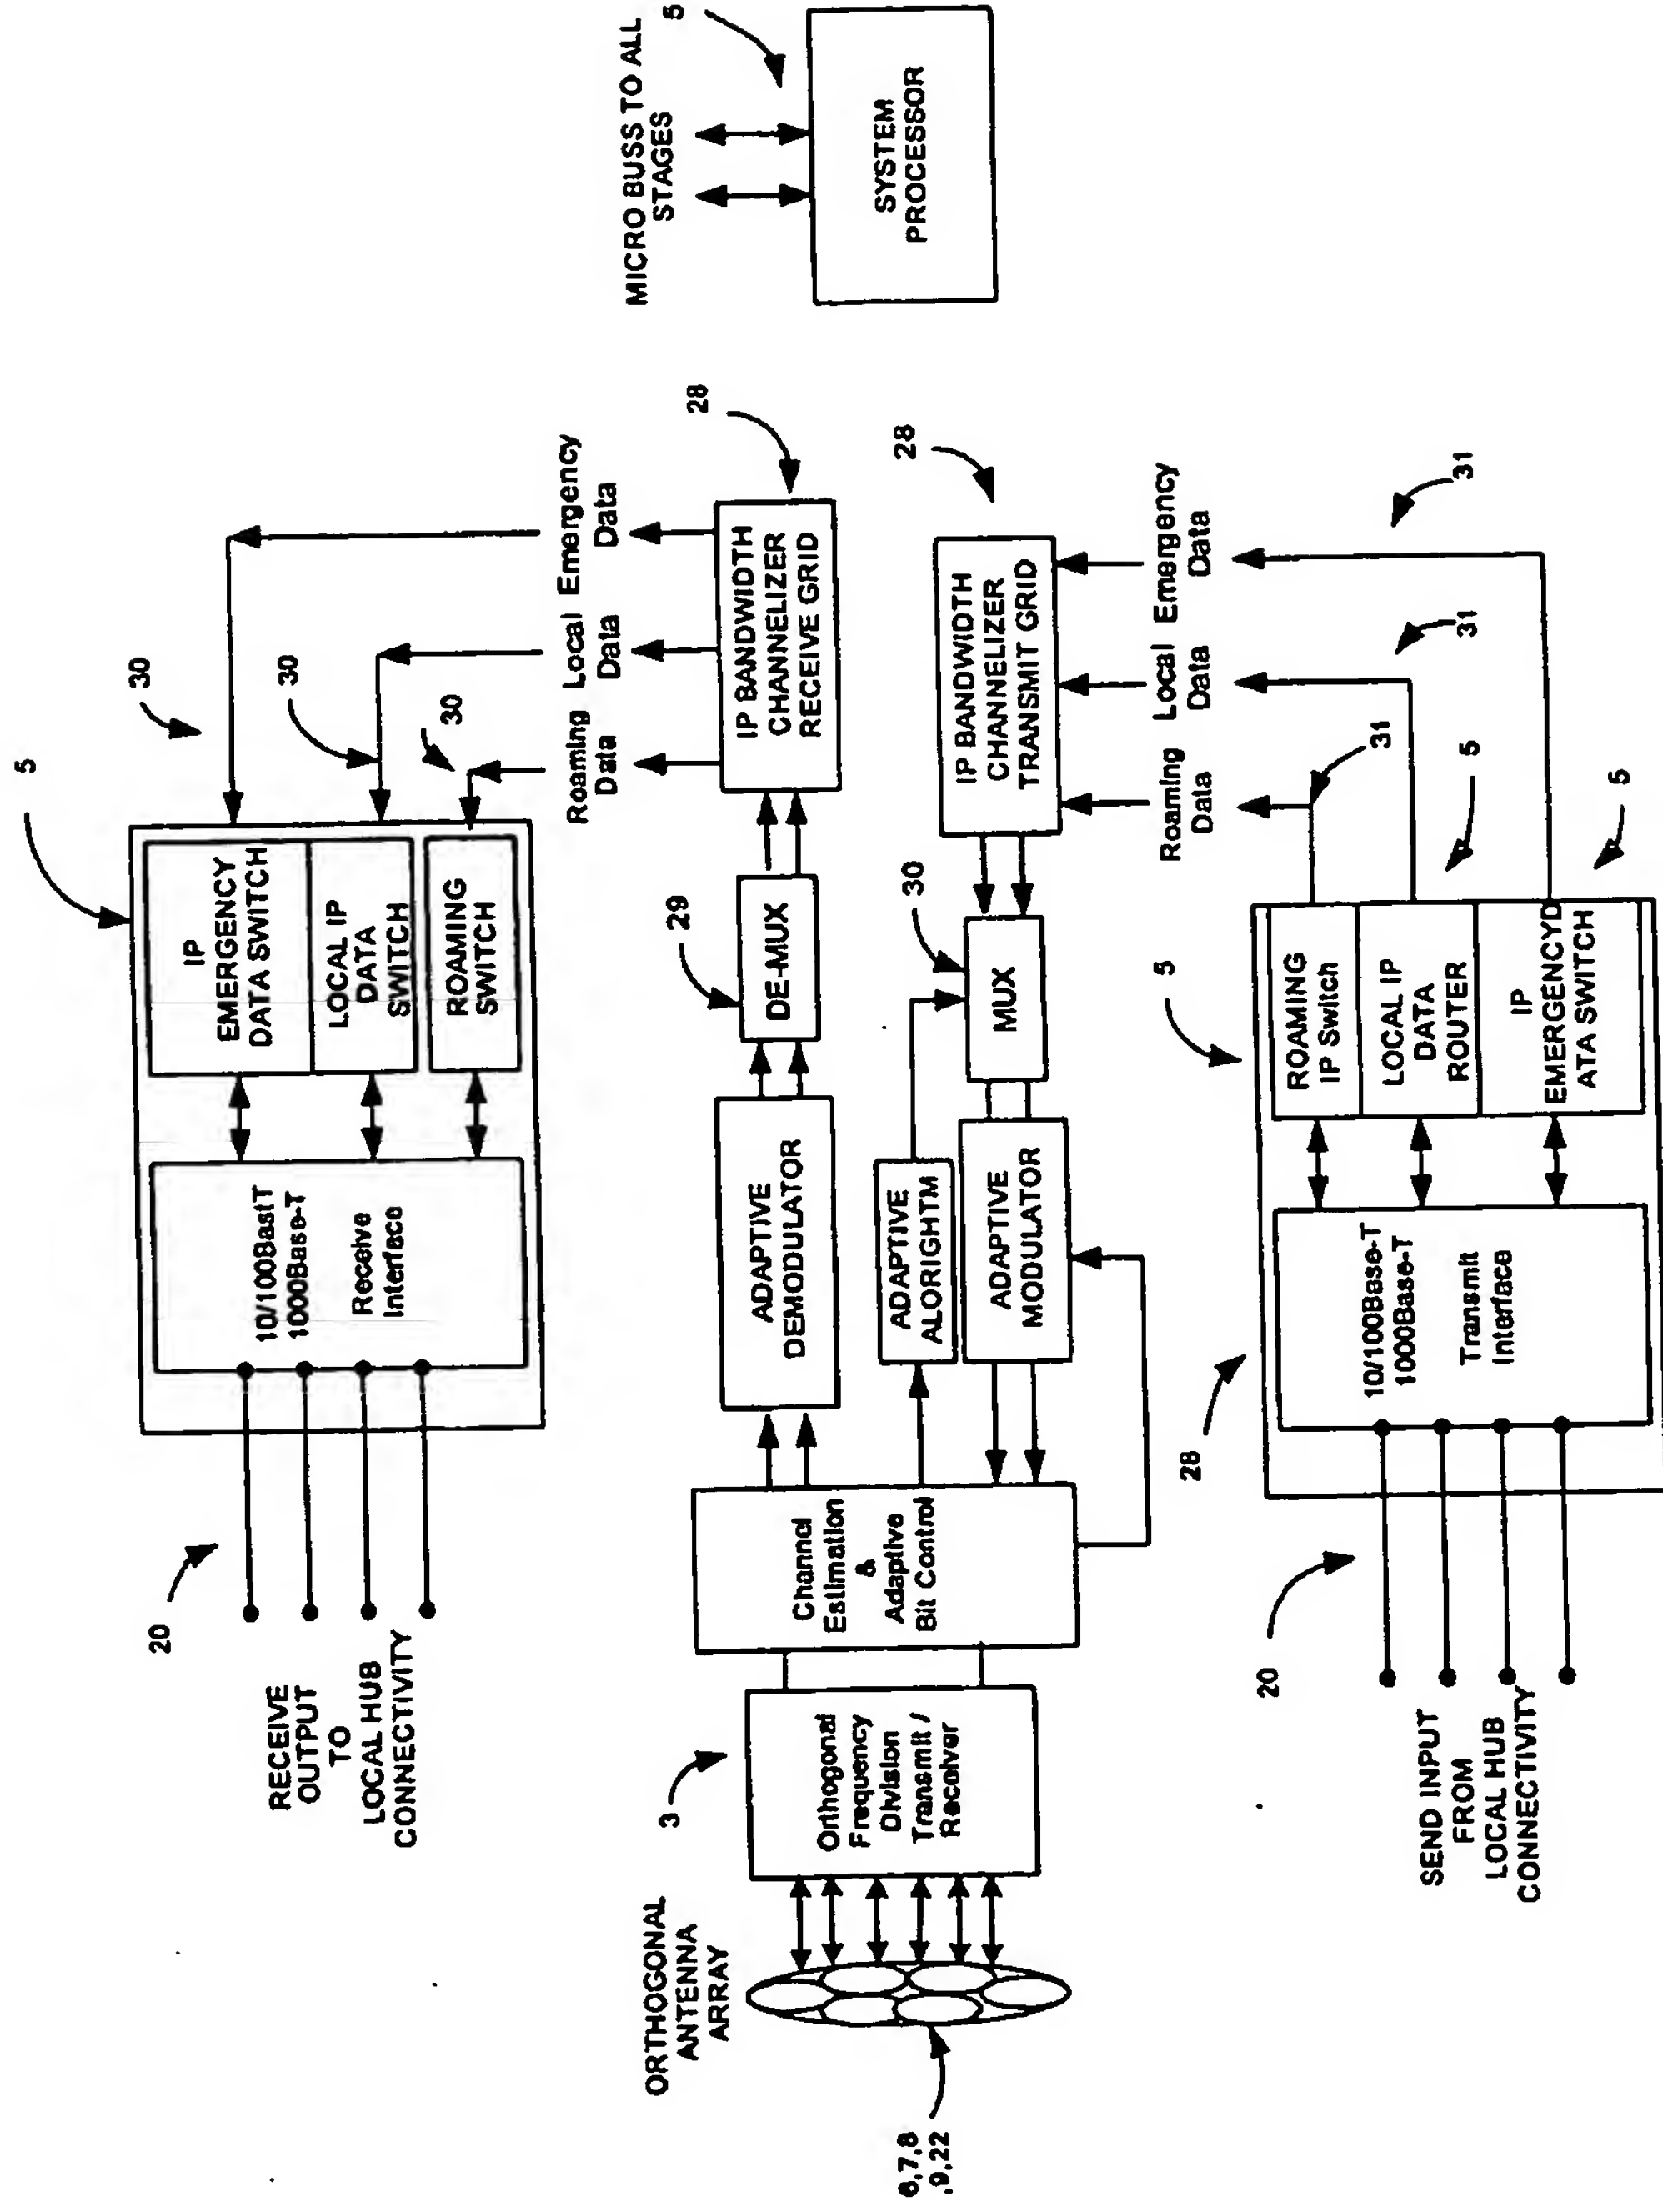 5
30
30
30
IP
EMERGENCY
DATA SWITCH
LOCAL IP
DATA
SWITCH
ROAMING
SWITCH
10/100BastT
1000Base-T
Receive
Interface
20
RECEIVE
OUTPUT
TO
LOCAL HUB
CONNECTIVITY
Roaming
Data
Local
Data
Emergency
Data
MICRO BUSS TO ALL
STAGES
5
SYSTEM
PROCESSOR
ORTHOGONAL
ANTENNA
ARRAY
6,7,8
,9,22
3
Orthogonal
Frequency
Division
Transmit /
Receiver
Channel
Estimation
&
Adaptive
Bit Control
ADAPTIVE
DEMODULATOR
29
DE-MUX
28
IP BANDWIDTH
CHANNELIZER
RECEIVE GRID
ADAPTIVE
ALORIGHTM
ADAPTIVE
MODULATOR
30
MUX
28
IP BANDWIDTH
CHANNELIZER
TRANSMIT GRID
Roaming
Data
Local
Data
Emergency
Data
31
31
31
20
SEND INPUT
FROM
LOCAL HUB
CONNECTIVITY
28
10/100Base-T
1000Base-T
Transmit
Interface
5
5
5
ROAMING
IP Switch
LOCAL IP
DATA
ROUTER
IP
EMERGENCYD
ATA SWITCH